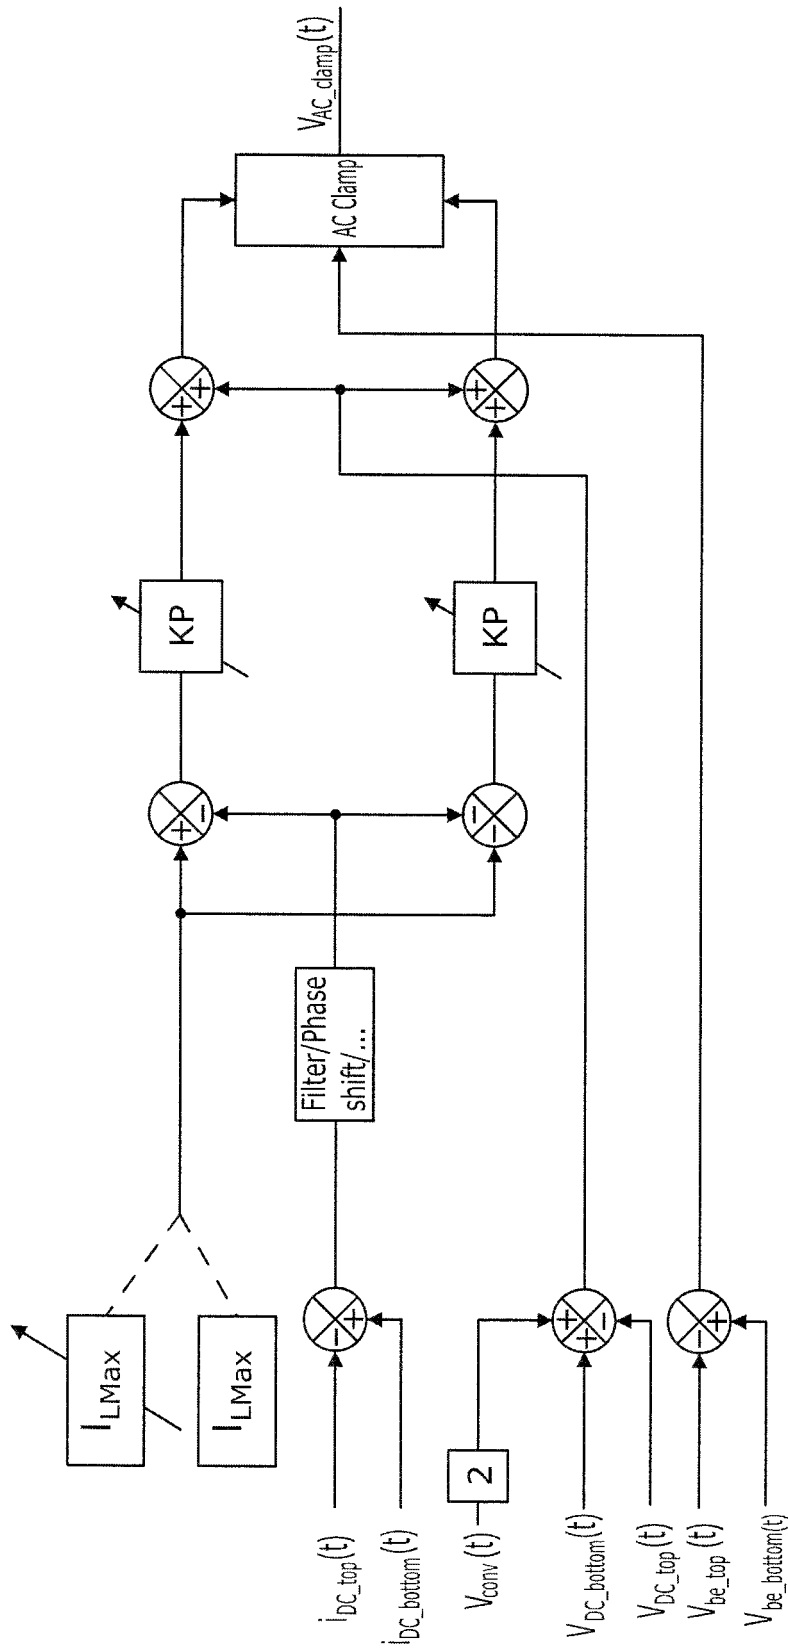 I_LMax
I_LMax
i_DC_top(t)
i_DC_bottom(t)
V_conv(t)
V_DC_bottom(t)
V_DC_top(t)
V_be_top(t)
V_be_bottom(t)
2
+
-
+
+
-
+
-
Filter/Phase
shift/...
+
-
-
-
KP
KP
+
+
+
+
AC Clamp
V_AC_clamp(t)